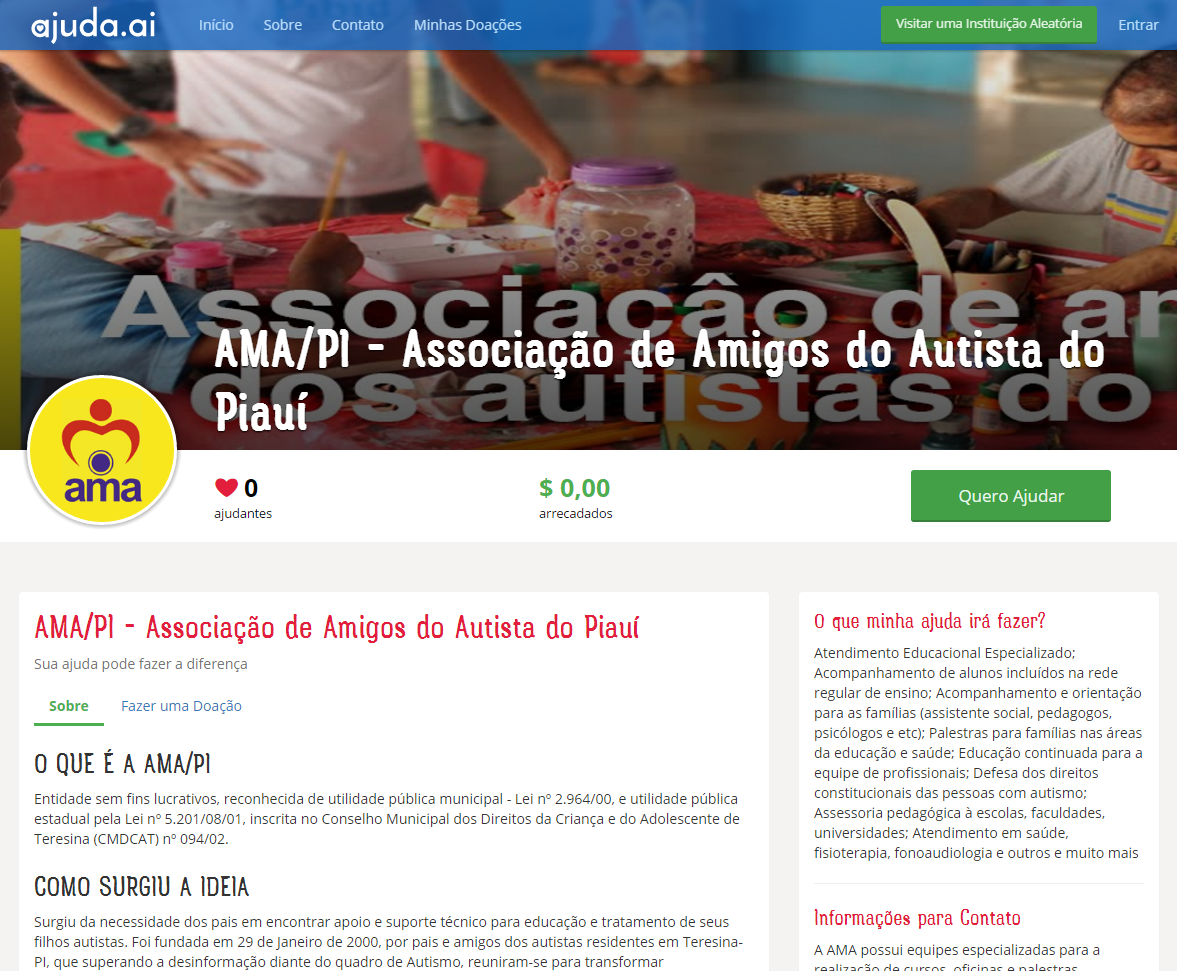 ajuda.ai
Início
Sobre
Contato
Minhas Doações
Visitar uma Instituição Aleatória
Entrar
Associação de am
dos autistas do
AMA/PI - Associação de Amigos do Autista do
Piauí
ama
0
ajudantes
$ 0,00
arrecadados
Quero Ajudar
AMA/PI - Associação de Amigos do Autista do Piauí
Sua ajuda pode fazer a diferença
Sobre
Fazer uma Doação
O QUE É A AMA/PI
Entidade sem fins lucrativos, reconhecida de utilidade pública municipal - Lei nº 2.964/00, e utilidade pública
estadual pela Lei nº 5.201/08/01, inscrita no Conselho Municipal dos Direitos da Criança e do Adolescente de
Teresina (CMDCAT) nº 094/02.
COMO SURGIU A IDEIA
Surgiu da necessidade dos pais em encontrar apoio e suporte técnico para educação e tratamento de seus
filhos autistas. Foi fundada em 29 de Janeiro de 2000, por pais e amigos dos autistas residentes em Teresina-
PI, que superando a desinformação diante do quadro de Autismo, reuniram-se para transformar
O que minha ajuda irá fazer?
Atendimento Educacional Especializado;
Acompanhamento de alunos incluídos na rede
regular de ensino; Acompanhamento e orientação
para as famílias (assistente social, pedagogos,
psicólogos e etc); Palestras para famílias nas áreas
da educação e saúde; Educação continuada para a
equipe de profissionais; Defesa dos direitos
constitucionais das pessoas com autismo;
Assessoria pedagógica à escolas, faculdades,
universidades; Atendimento em saúde,
fisioterapia, fonoaudiologia e outros e muito mais
Informações para Contato
A AMA possui equipes especializadas para a
realização de cursos, oficinas e palestras